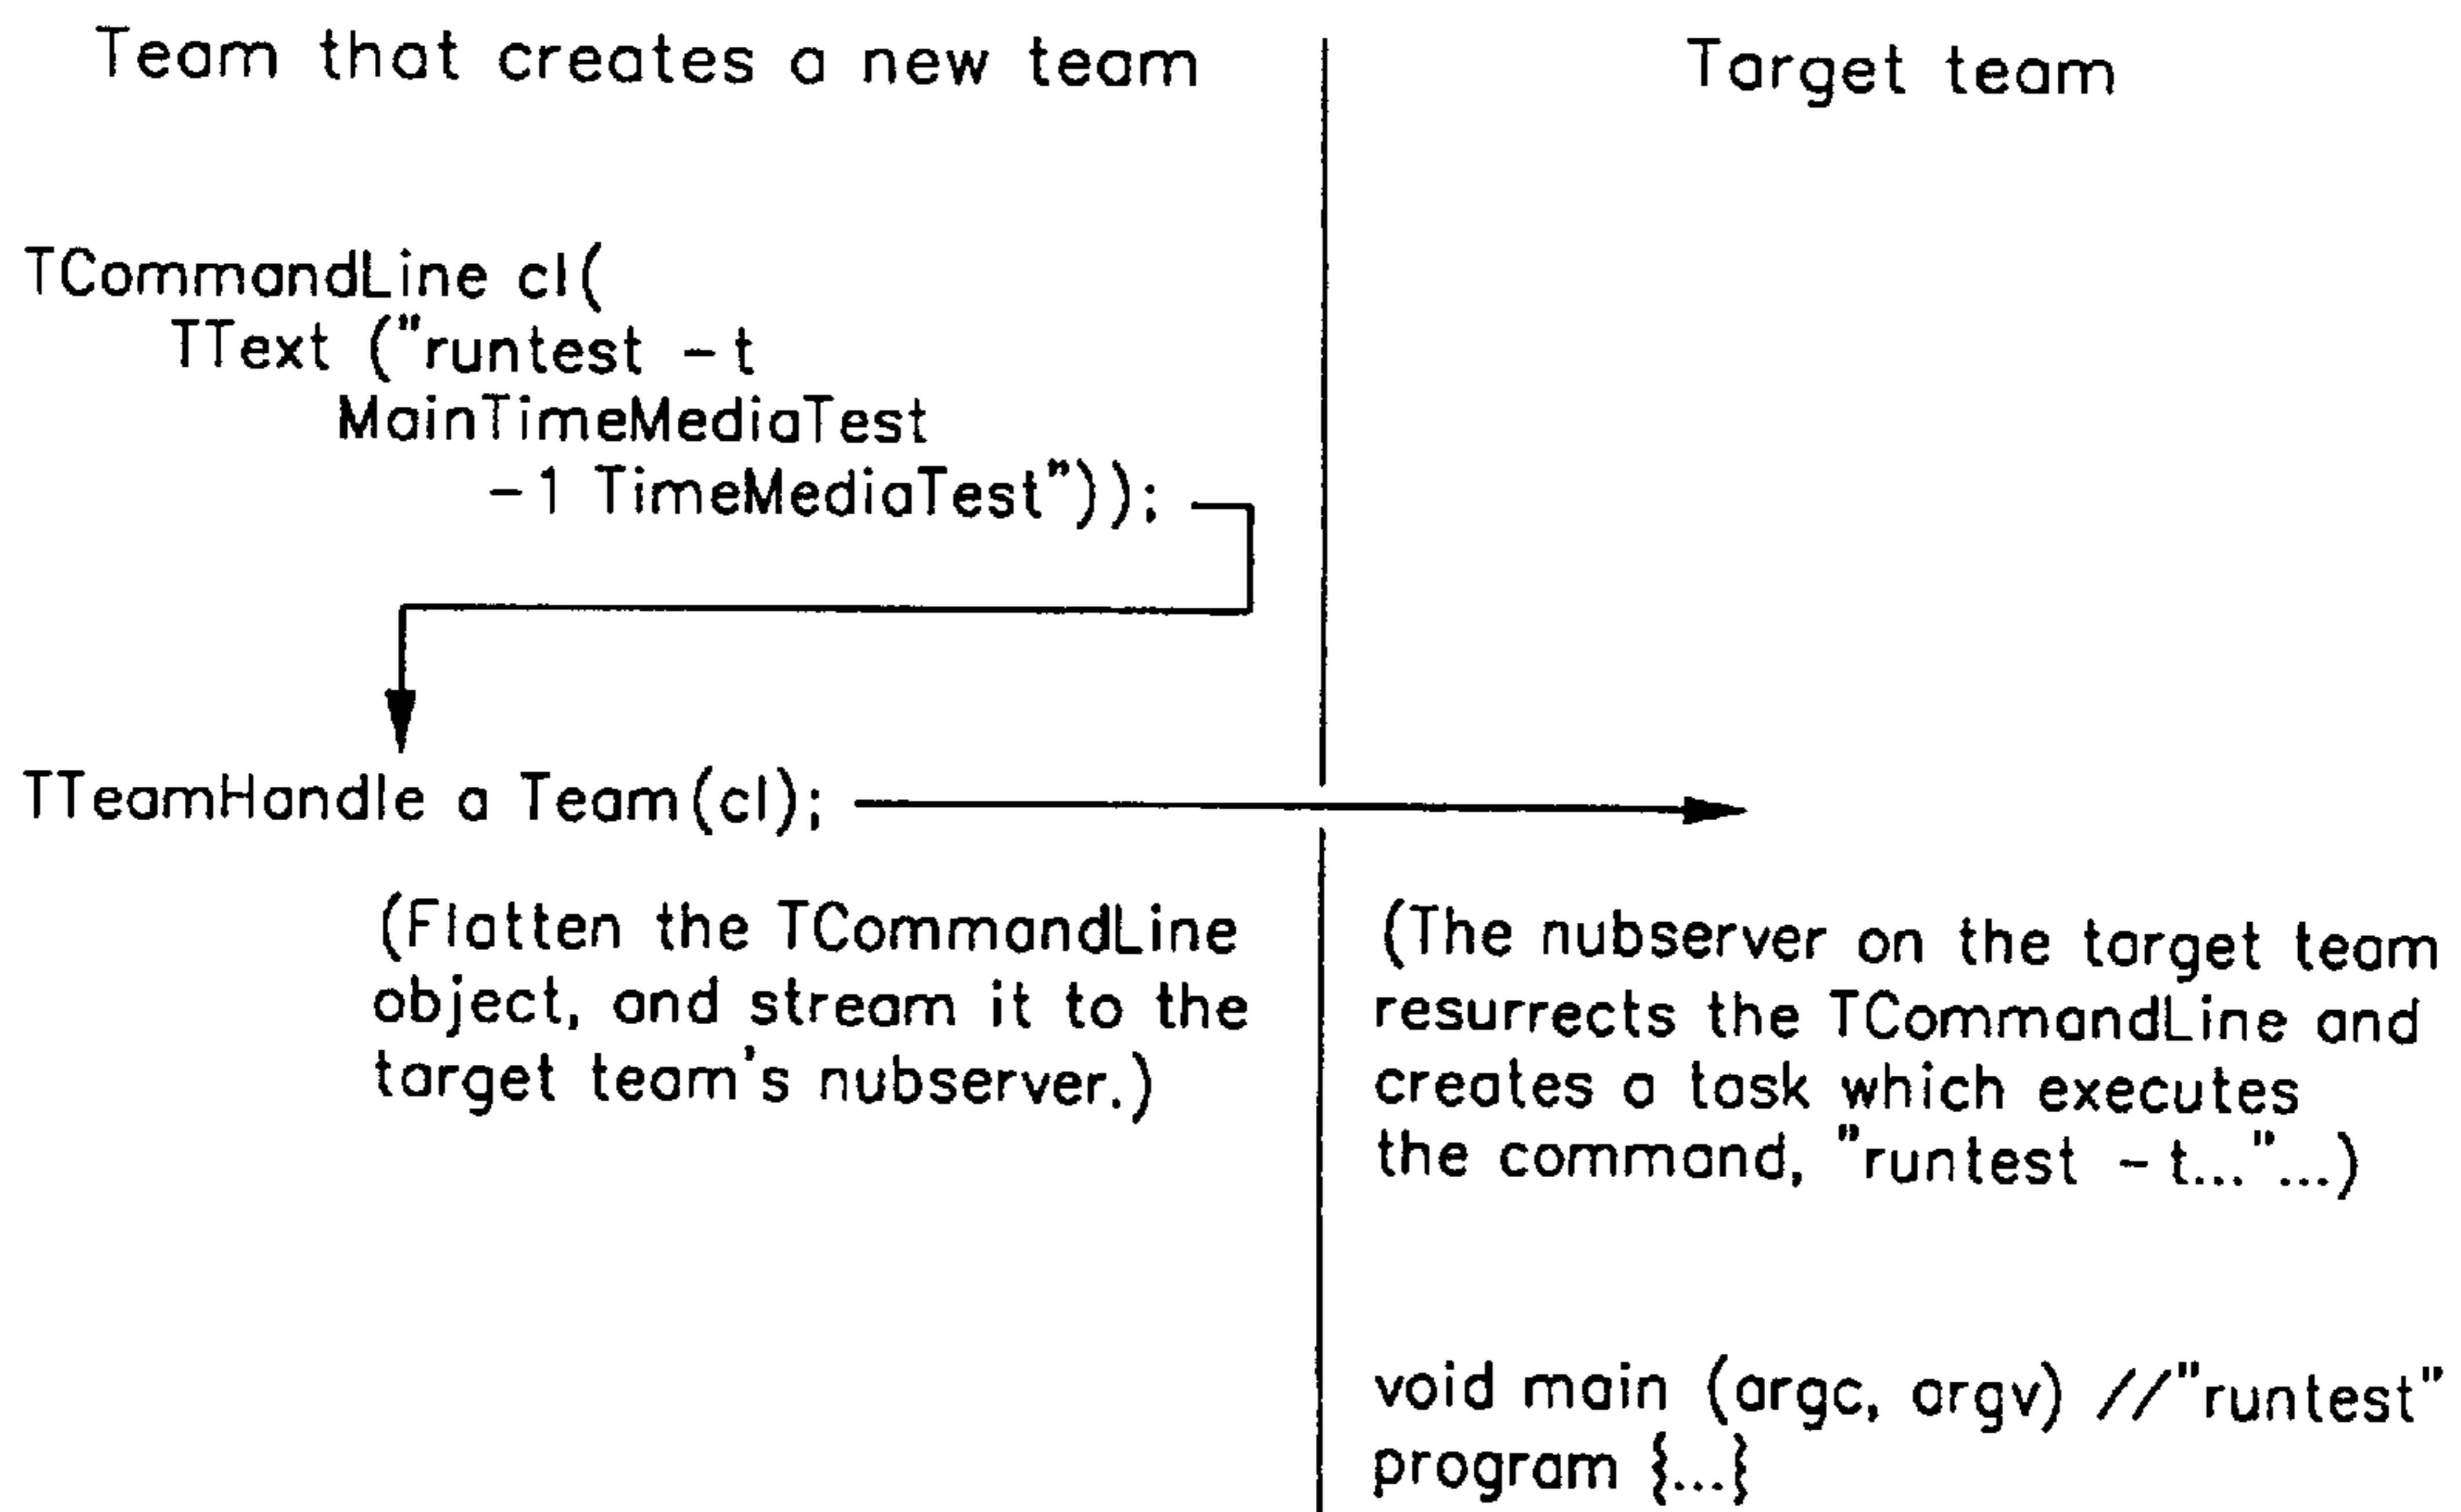 Team that creates a new team
Target team
TCommandLine cl(
TText ("runtest -t
MainTimeMediaTest
-1 TimeMediaTest"));
TTeamHandle a Team(cl);
(Flatten the TCommandLine
object, and stream it to the
target team's nubserver.)
(The nubserver on the target team
resurrects the TCommandLine and
creates a task which executes
the command, "runtest -t..."...)
void main (argc, argv) //"runtest"
program {...}